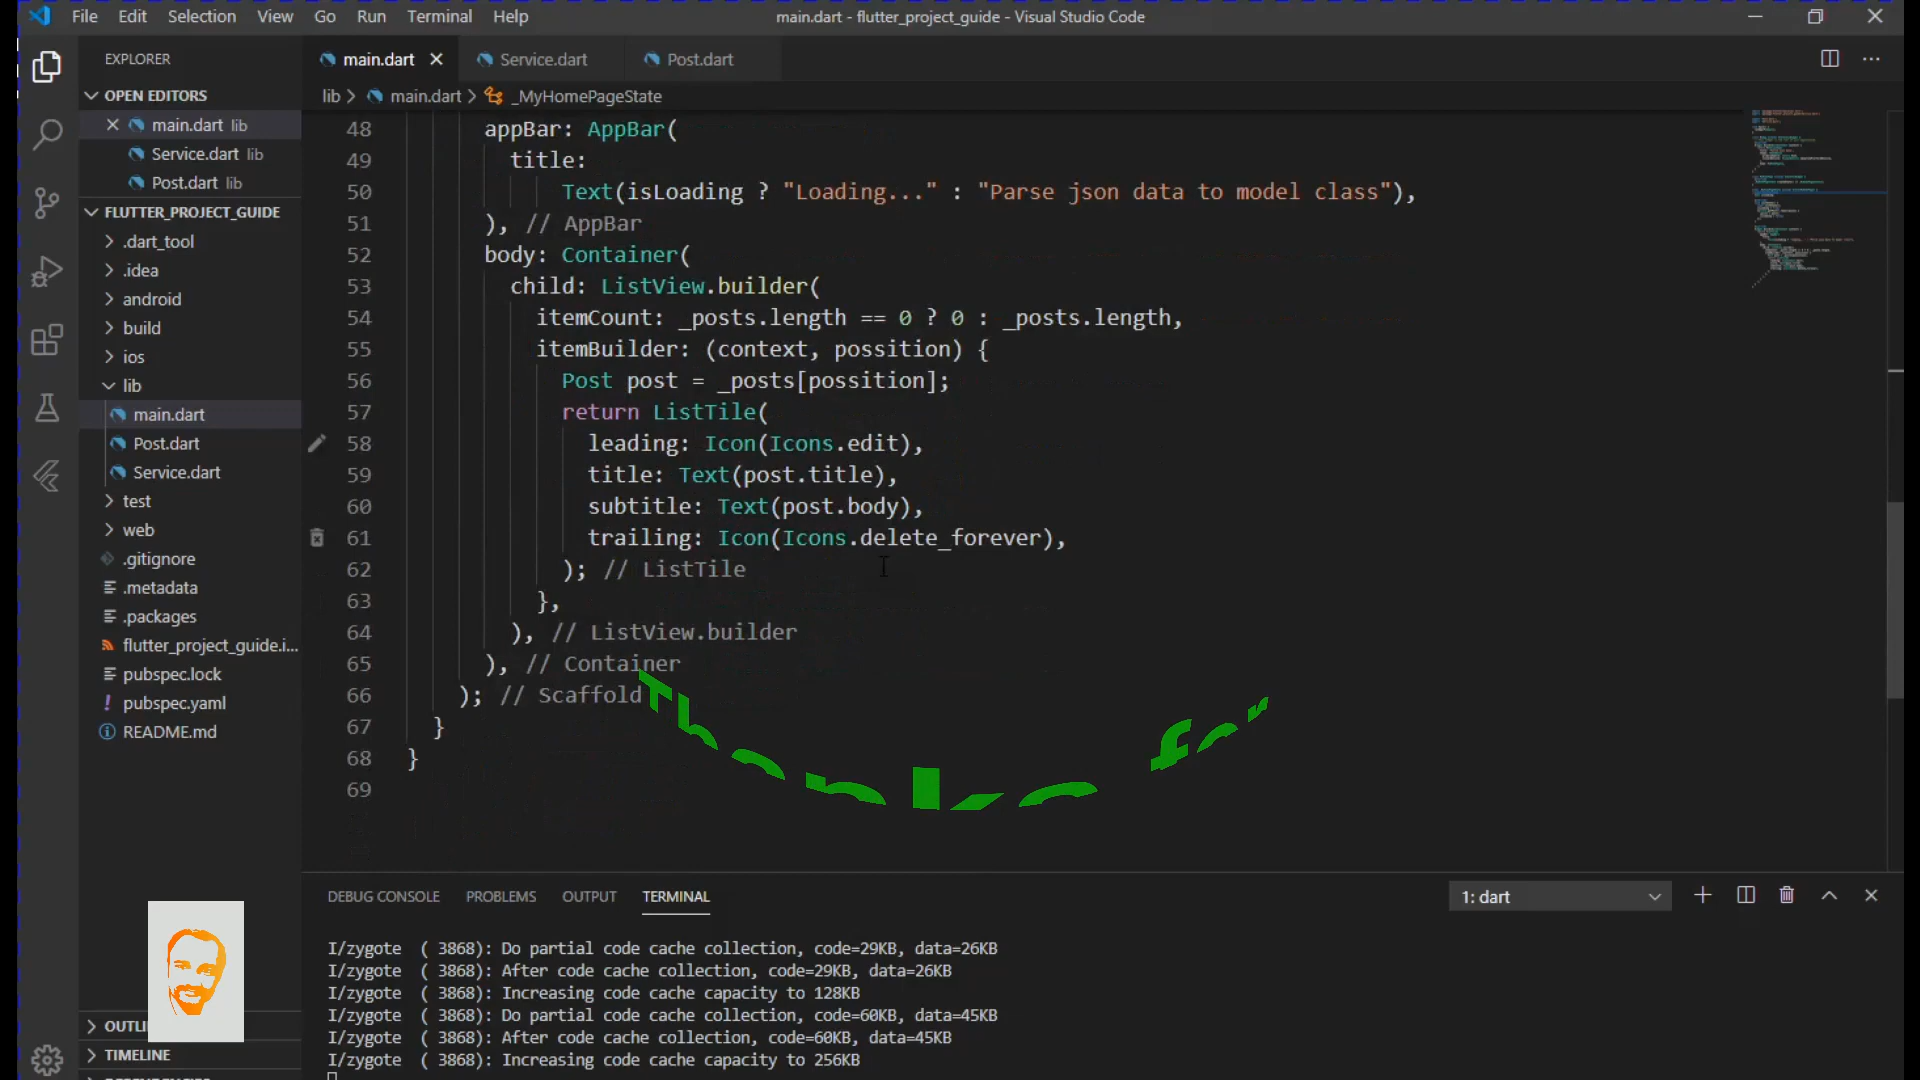 File Edit Selection View Go Run Terminal Help
main.dart - flutter_project_guide - Visual Studio Code
EXPLORER
OPEN EDITORS
main.dart lib
Service.dart lib
Post.dart lib
FLUTTER_PROJECT_GUIDE
.dart_tool
.idea
android
build
ios
lib
main.dart
Post.dart
Service.dart
test
web
.gitignore
.metadata
.packages
flutter_project_guide.i...
pubspec.lock
pubspec.yaml
README.md
TIMELINE
main.dart Service.dart Post.dart
lib > main.dart > _MyHomePageState
48 appBar: AppBar(
49 title:
50 Text(isLoading ? "Loading..." : "Parse json data to model class"),
51 ), // AppBar
52 body: Container(
53 child: ListView.builder(
54 itemCount: _posts.length == 0 ? 0 : _posts.length,
55 itemBuilder: (context, possition) {
56 Post post = _posts[possition];
57 return ListTile(
58 leading: Icon(Icons.edit),
59 title: Text(post.title),
60 subtitle: Text(post.body),
61 trailing: Icon(Icons.delete_forever),
62 ); // ListTile
63 },
64 ), // ListView.builder
65 ), // Container
66 ); // Scaffold
67 }
68 }
69
for
DEBUG CONSOLE PROBLEMS OUTPUT TERMINAL
1: dart
I/zygote ( 3868): Do partial code cache collection, code=29KB, data=26KB
I/zygote ( 3868): After code cache collection, code=29KB, data=26KB
I/zygote ( 3868): Increasing code cache capacity to 128KB
I/zygote ( 3868): Do partial code cache collection, code=60KB, data=45KB
I/zygote ( 3868): After code cache collection, code=60KB, data=45KB
I/zygote ( 3868): Increasing code cache capacity to 256KB